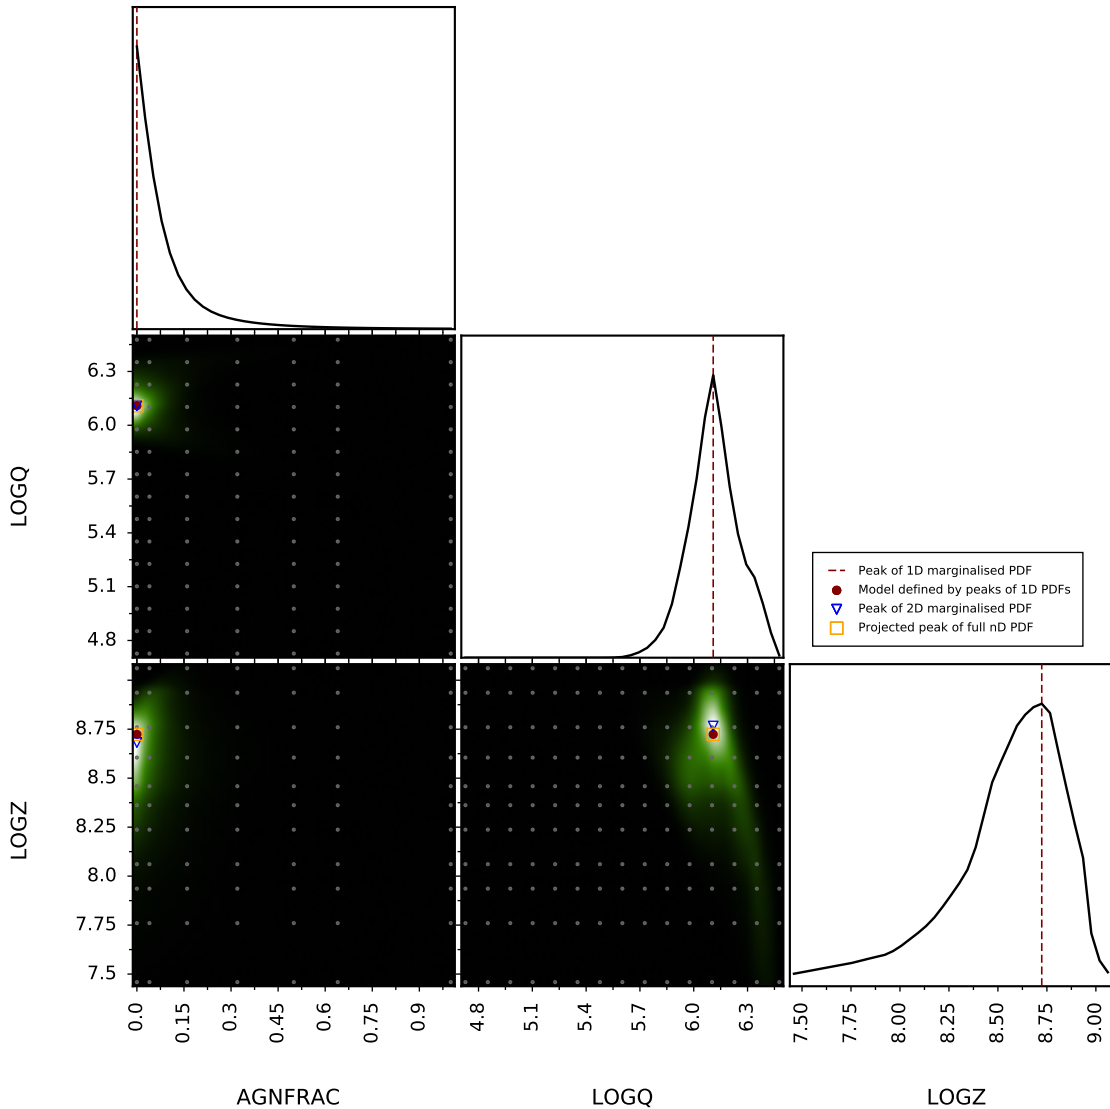 LOGQ
6.3
6.0
5.7
5.4
5.1
4.8
Peak of 1D marginalised PDF
Model defined by peaks of 1D PDFs
Peak of 2D marginalised PDF
Projected peak of full nD PDF
LOGZ
8.75
8.5
8.25
8.0
7.75
7.5
0.0 0.15 0.3 0.45 0.6 0.75 0.9 4.8 5.1 5.4 5.7 6.0 6.3 7.50 7.75 8.00 8.25 8.50 8.75 9.00
AGNFRAC LOGQ LOGZ